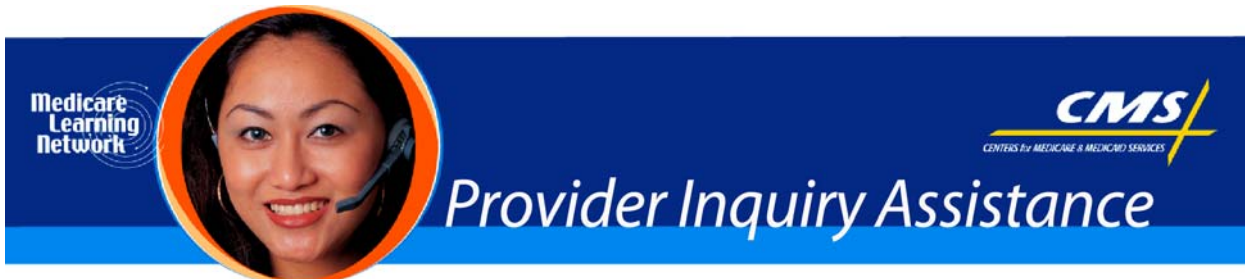 Medicare
Learning
Network
CMS
CENTERS for MEDICARE & MEDICAID SERVICES
Provider Inquiry Assistance